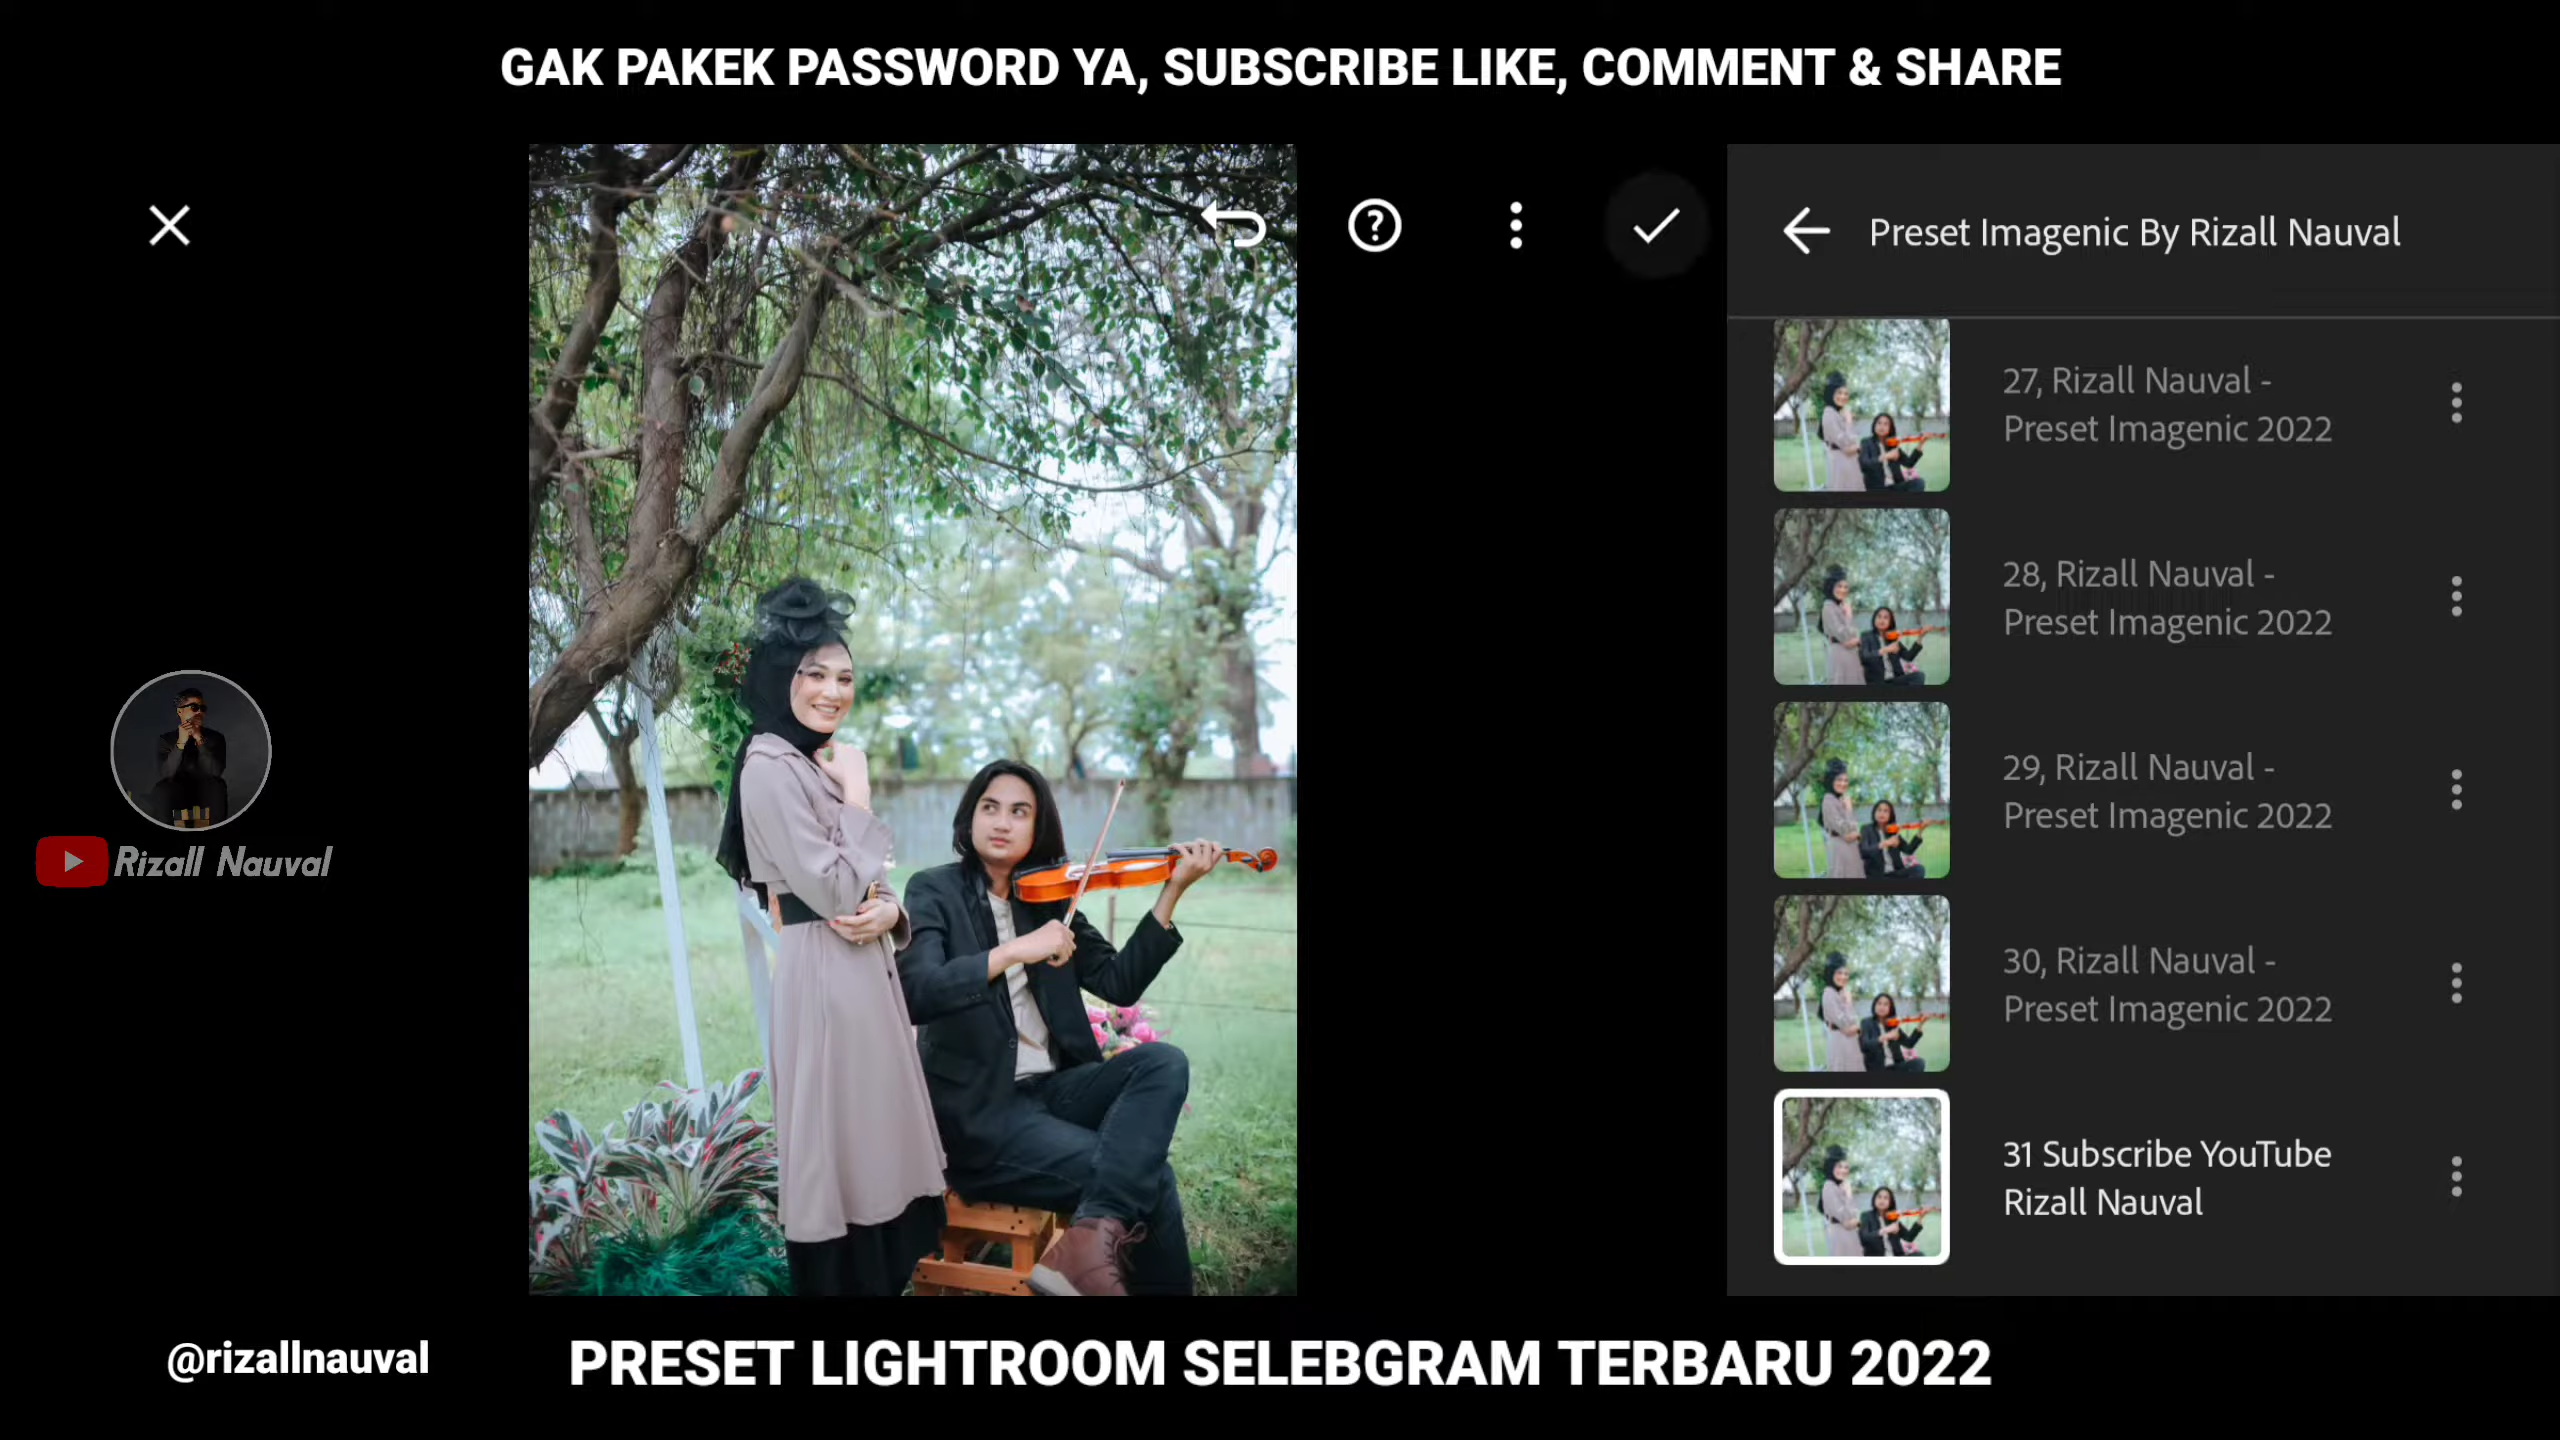 GAK PAKEK PASSWORD YA, SUBSCRIBE LIKE, COMMENT & SHARE
Preset Imagenic By Rizall Nauval
27, Rizall Nauval -
Preset Imagenic 2022
28, Rizall Nauval -
Preset Imagenic 2022
29, Rizall Nauval -
Preset Imagenic 2022
30, Rizall Nauval -
Preset Imagenic 2022
31 Subscribe YouTube
Rizall Nauval
Rizall Nauval
@rizallnauval
PRESET LIGHTROOM SELEBGRAM TERBARU 2022